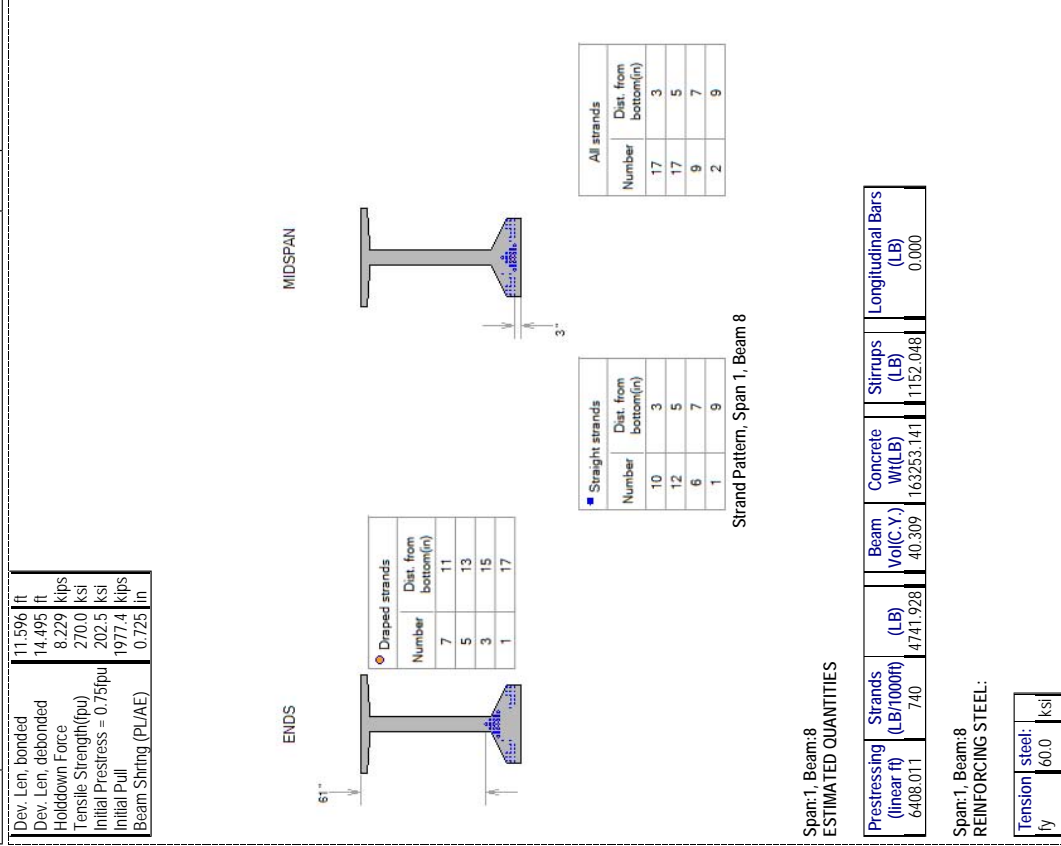 Dev. Len, bonded 11.596 ft
Dev. Len, debonded 14.495 ft
Holddown Force 8.229 kips
Tensile Strength(fpu) 270.0 ksi
Initial Prestress = 0.75fpu 202.5 ksi
Initial Pull 1977.4 kips
Beam Shrtng (PL/AE) 0.725 in
ENDS
61"
Draped strands
Number Dist. from bottom(in)
7 11
5 13
3 15
1 17
MIDSPAN
3"
Straight strands
Number Dist. from bottom(in)
10 3
12 5
6 7
1 9
All strands
Number Dist. from bottom(in)
17 3
17 5
9 7
2 9
Strand Pattern, Span 1, Beam 8
Span:1, Beam:8
ESTIMATED QUANTITIES
Prestressing (linear ft) Strands (LB/1000ft) (LB) Beam Vol(C.Y.) Concrete Wt(LB) Stirrups (LB) Longitudinal Bars (LB)
6408.011 740 4741.928 40.309 163253.141 1152.048 0.000
Span:1, Beam:8
REINFORCING STEEL:
Tension steel:
fy 60.0 ksi